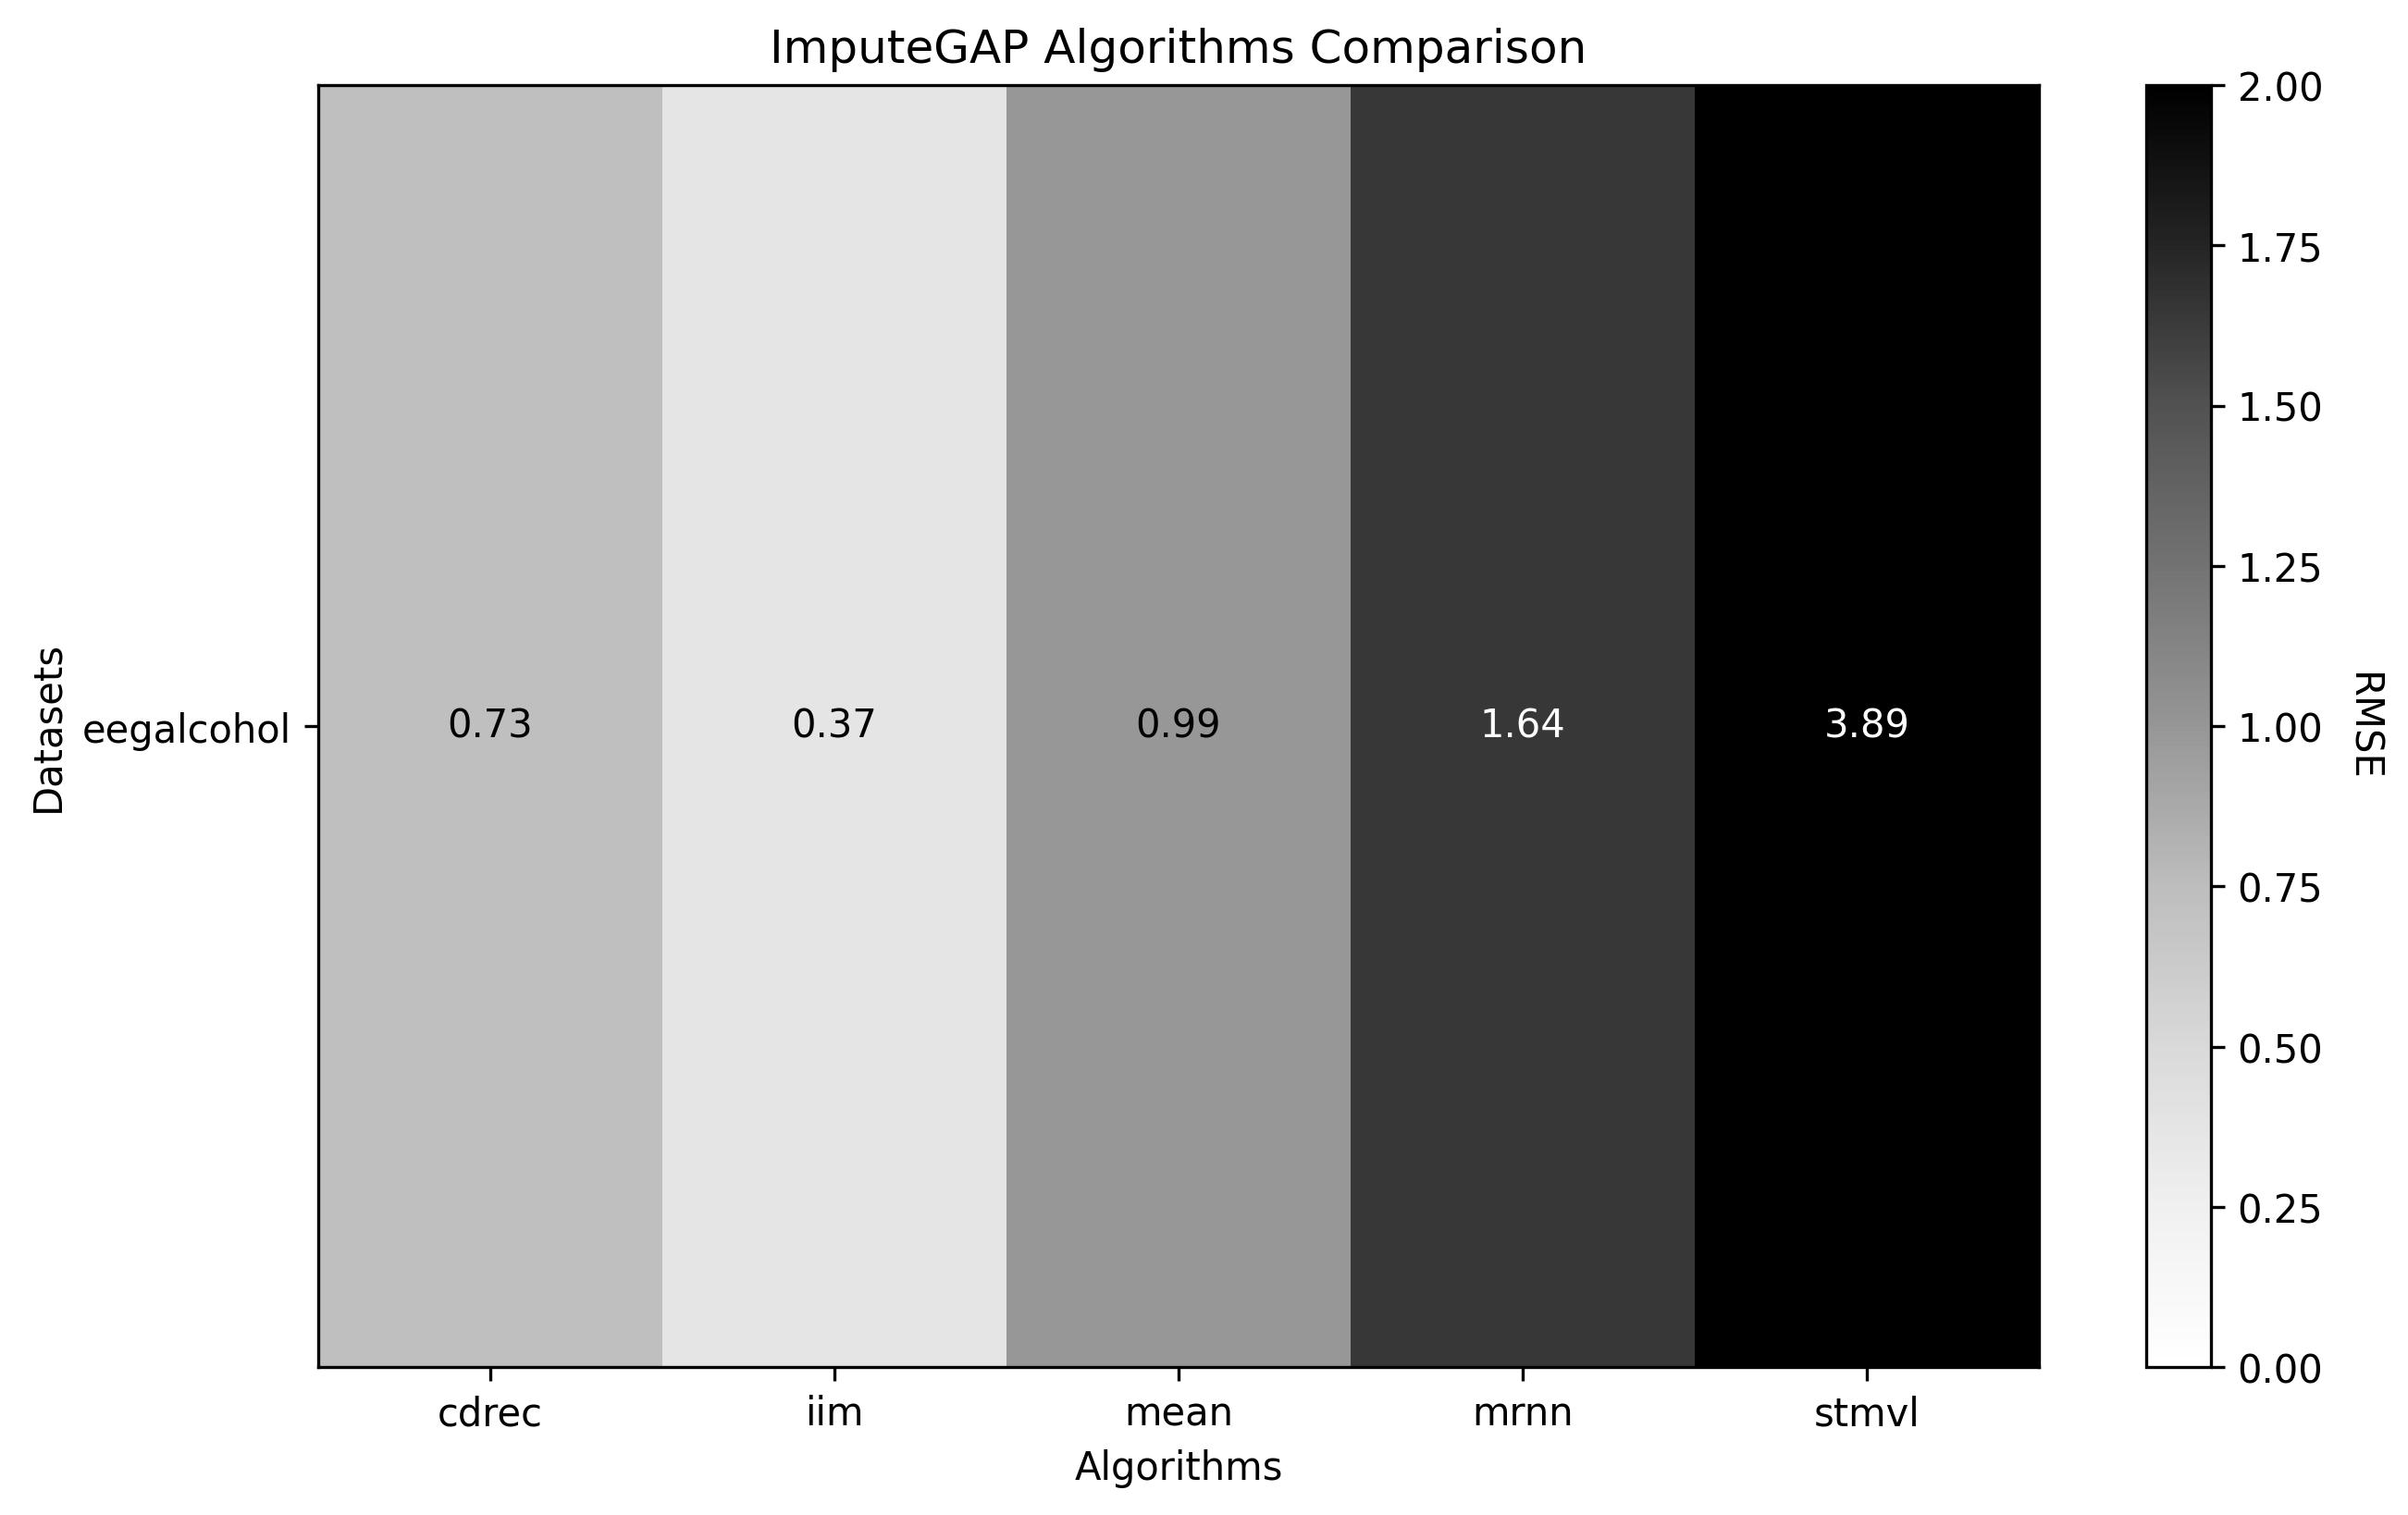 ImputeGAP Algorithms Comparison
Datasets
eegalcohol
0.73 0.37 0.99 1.64 3.89
cdrec iim mean mrnn stmvl
Algorithms
2.00
1.75
1.50
1.25
1.00
0.75
0.50
0.25
0.00
RMSE